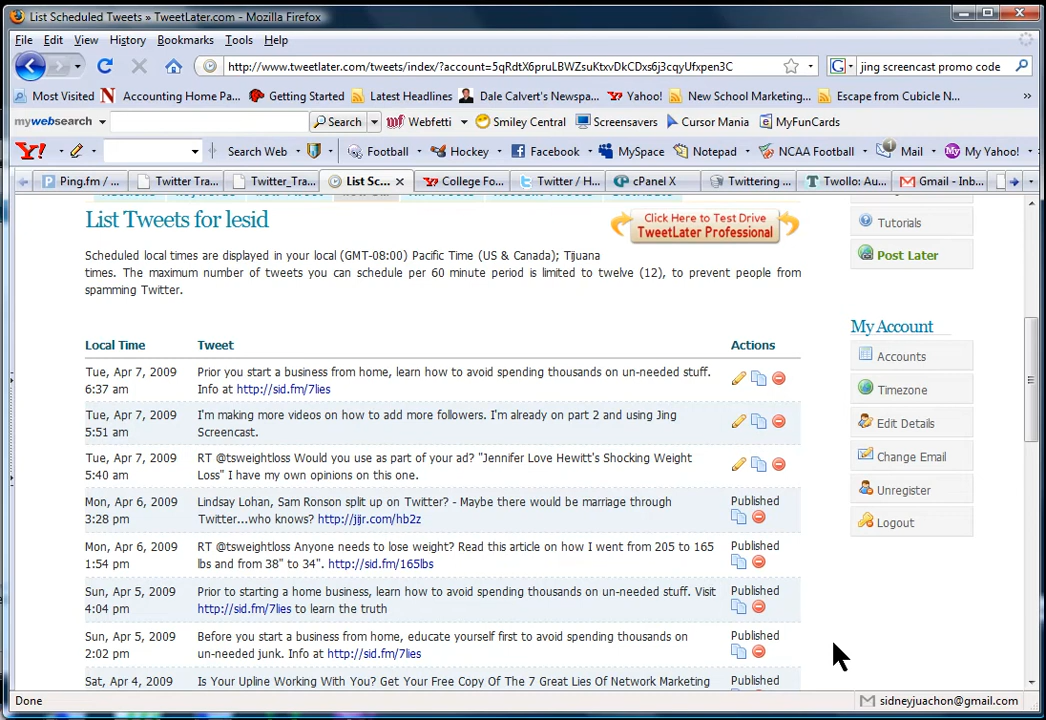 List Scheduled Tweets » TweetLater.com - Mozilla Firefox
File Edit View History Bookmarks Tools Help
http://www.tweetlater.com/tweets/index/?account=5qRdtX6pruLBWZsuKtxvDkCDxs6j3cqyUfxpen3C
jing screencast promo code
Most Visited Accounting Home Pa... Getting Started Latest Headlines Dale Calvert's Newspa... Yahoo! New School Marketing... Escape from Cubicle N... »
mywebsearch Search Webfetti Smiley Central Screensavers Cursor Mania MyFunCards
Y! Search Web Football Hockey Facebook MySpace Notepad NCAA Football Mail My Yahoo!
Ping.fm / ... Twitter Tra... Twitter_Tra... List Sc... College Fo... Twitter / H... cPanel X Twittering ... Twollo: Au... Gmail - Inb...
List Tweets for lesid
Click Here to Test Drive
TweetLater Professional
Scheduled local times are displayed in your local (GMT-08:00) Pacific Time (US & Canada); Tijuana
times. The maximum number of tweets you can schedule per 60 minute period is limited to twelve (12), to prevent people from
spamming Twitter.
Local Time Tweet Actions
Tue, Apr 7, 2009 Prior you start a business from home, learn how to avoid spending thousands on un-needed stuff.
6:37 am Info at http://sid.fm/7lies
Tue, Apr 7, 2009 I'm making more videos on how to add more followers. I'm already on part 2 and using Jing
5:51 am Screencast.
Tue, Apr 7, 2009 RT @tsweightloss Would you use as part of your ad? "Jennifer Love Hewitt's Shocking Weight
5:40 am Loss" I have my own opinions on this one.
Mon, Apr 6, 2009 Lindsay Lohan, Sam Ronson split up on Twitter? - Maybe there would be marriage through Published
3:28 pm Twitter...who knows? http://jijr.com/hb2z
Mon, Apr 6, 2009 RT @tsweightloss Anyone needs to lose weight? Read this article on how I went from 205 to 165 Published
1:54 pm lbs and from 38" to 34". http://sid.fm/165lbs
Sun, Apr 5, 2009 Prior to starting a home business, learn how to avoid spending thousands on un-needed stuff. Visit Published
4:04 pm http://sid.fm/7lies to learn the truth
Sun, Apr 5, 2009 Before you start a business from home, educate yourself first to avoid spending thousands on Published
2:02 pm un-needed junk. Info at http://sid.fm/7lies
Sat, Apr 4, 2009 Is Your Upline Working With You? Get Your Free Copy Of The 7 Great Lies Of Network Marketing
Tutorials
Post Later
My Account
Accounts
Timezone
Edit Details
Change Email
Unregister
Logout
Done sidneyjuachon@gmail.com